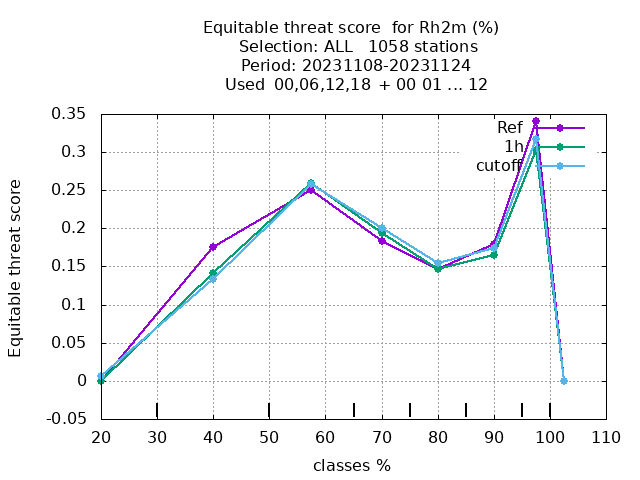 Equitable threat score  for Rh2m (%)
Selection: ALL   1058 stations
Period: 20231108-20231124
Used  00,06,12,18  + 00 01 ... 12
Equitable threat score
0.35
0.3
0.25
0.2
0.15
0.1
0.05
0
-0.05
Ref
1h
cutoff
20 30 40 50 60 70 80 90 100 110
classes %